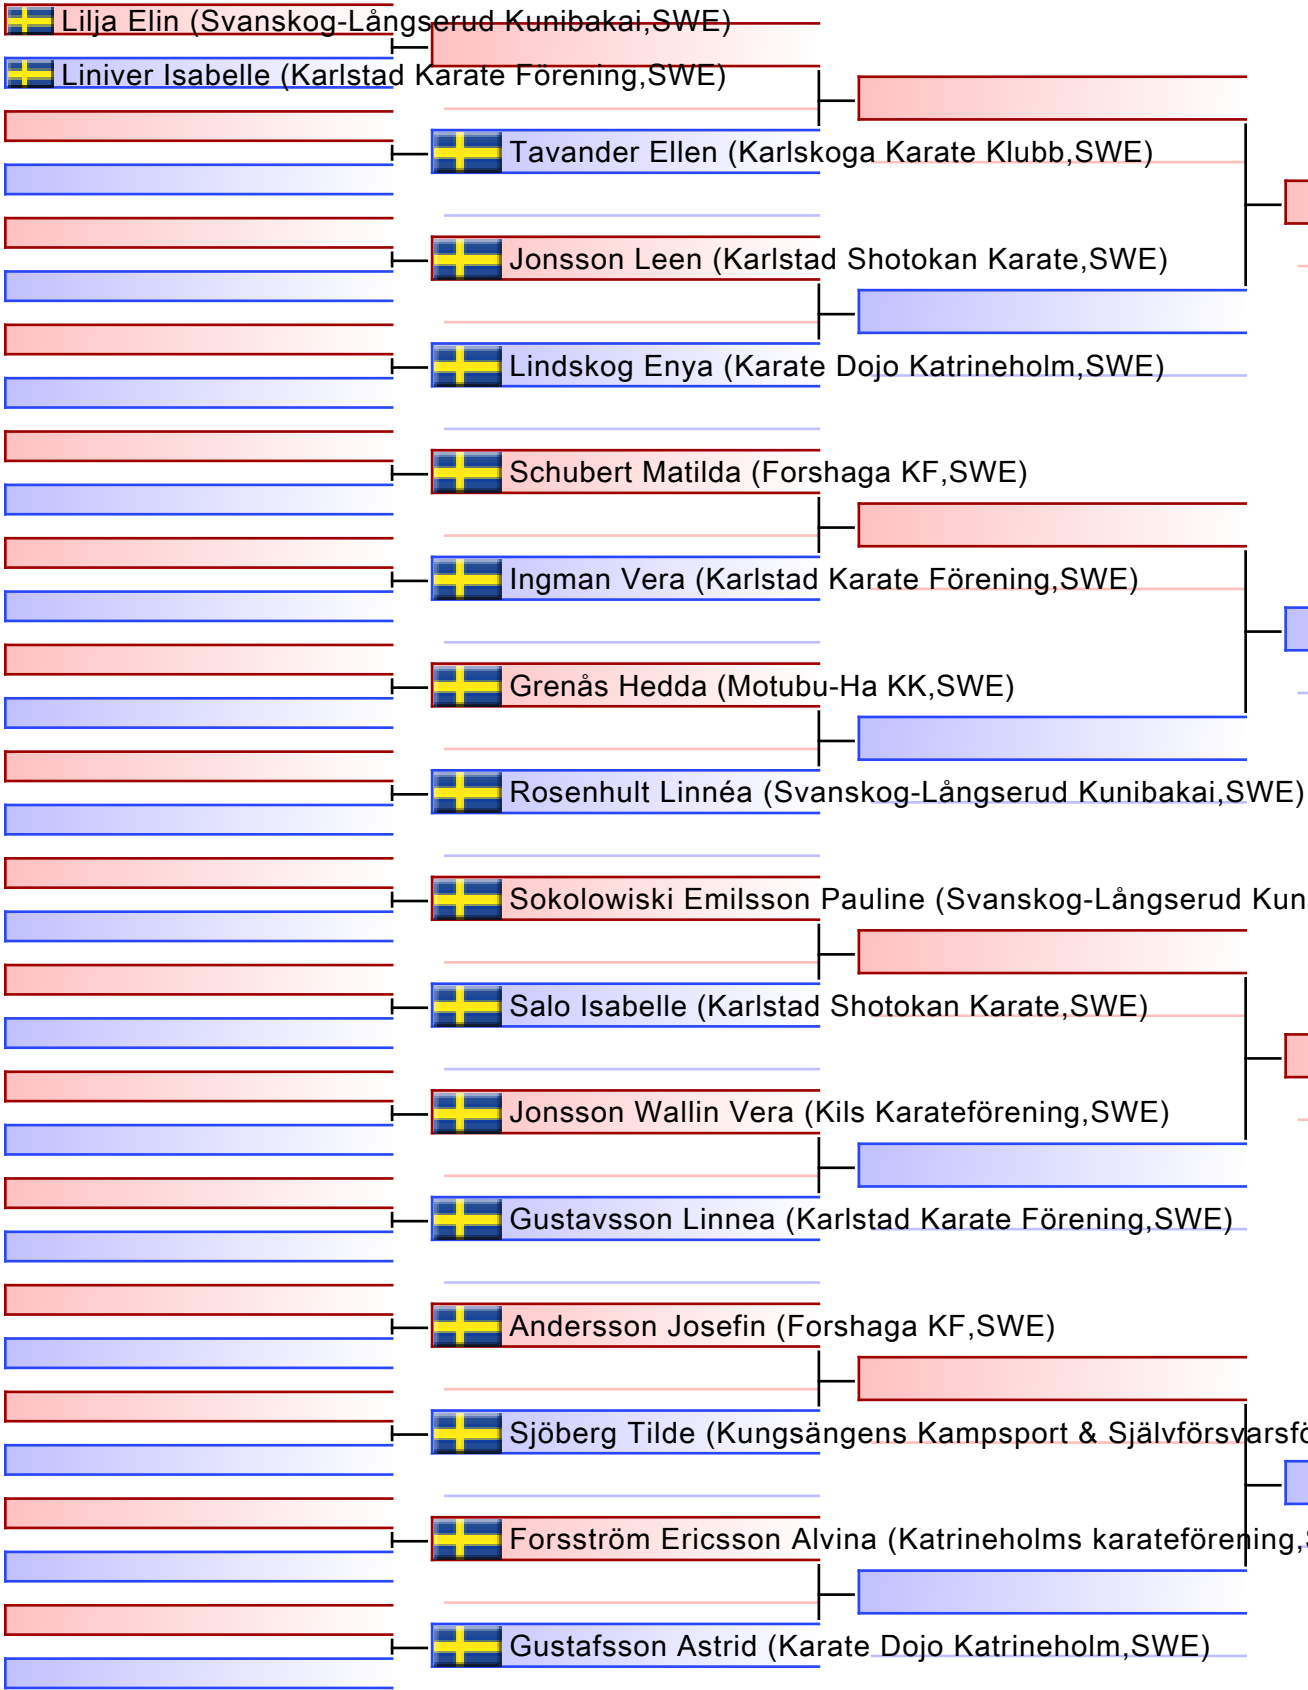 Lilja Elin (Svanskog-Långserud Kunibakai,SWE)
Liniver Isabelle (Karlstad Karate Förening,SWE)
Tavander Ellen (Karlskoga Karate Klubb,SWE)
Jonsson Leen (Karlstad Shotokan Karate,SWE)
Lindskog Enya (Karate Dojo Katrineholm,SWE)
Schubert Matilda (Forshaga KF,SWE)
Ingman Vera (Karlstad Karate Förening,SWE)
Grenås Hedda (Motubu-Ha KK,SWE)
Rosenhult Linnéa (Svanskog-Långserud Kunibakai,SWE)
Sokolowiski Emilsson Pauline (Svanskog-Långserud Kun
Salo Isabelle (Karlstad Shotokan Karate,SWE)
Jonsson Wallin Vera (Kils Karateförening,SWE)
Gustavsson Linnea (Karlstad Karate Förening,SWE)
Andersson Josefin (Forshaga KF,SWE)
Sjöberg Tilde (Kungsängens Kampsport & Självförsvarsfö
Forsström Ericsson Alvina (Katrineholms karateförening,S
Gustafsson Astrid (Karate Dojo Katrineholm,SWE)